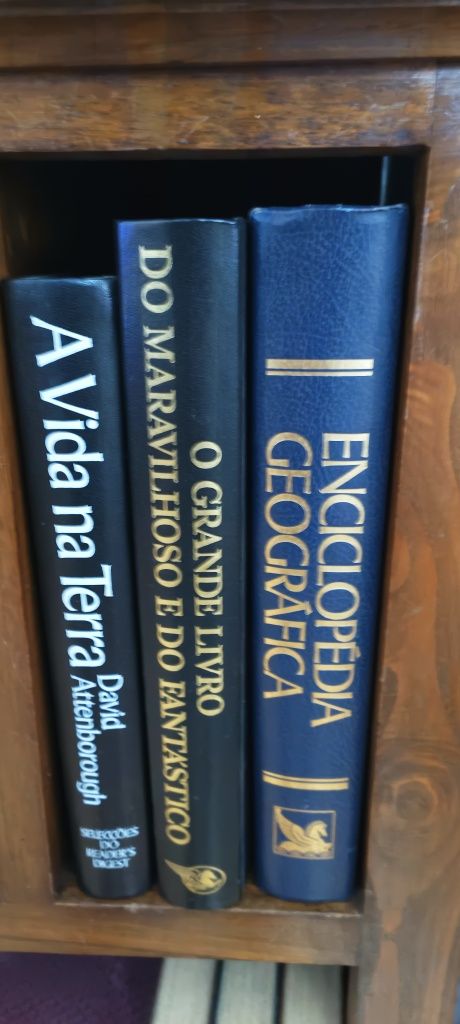 A Vida na Terra
David
Attenborough
SELECÇÕES
DO
READER'S
DIGEST
O GRANDE LIVRO
DO MARAVILHOSO E DO FANTÁSTICO
ENCICLOPÉDIA
GEOGRÁFICA